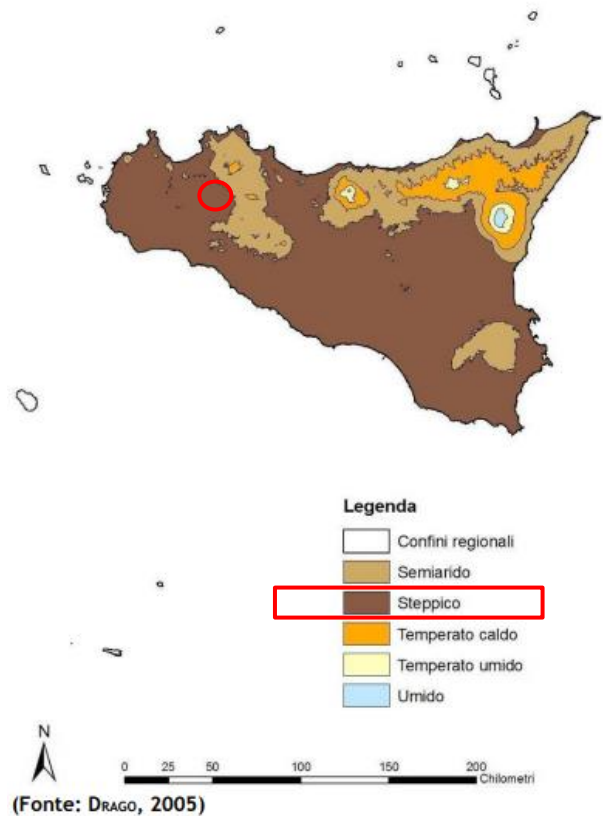 Legenda
Confini regionali
Semiarido
Steppico
Temperato caldo
Temperato umido
Umido
N
0 25 50 100 150 200
Chilometri
(Fonte: DRAGO, 2005)